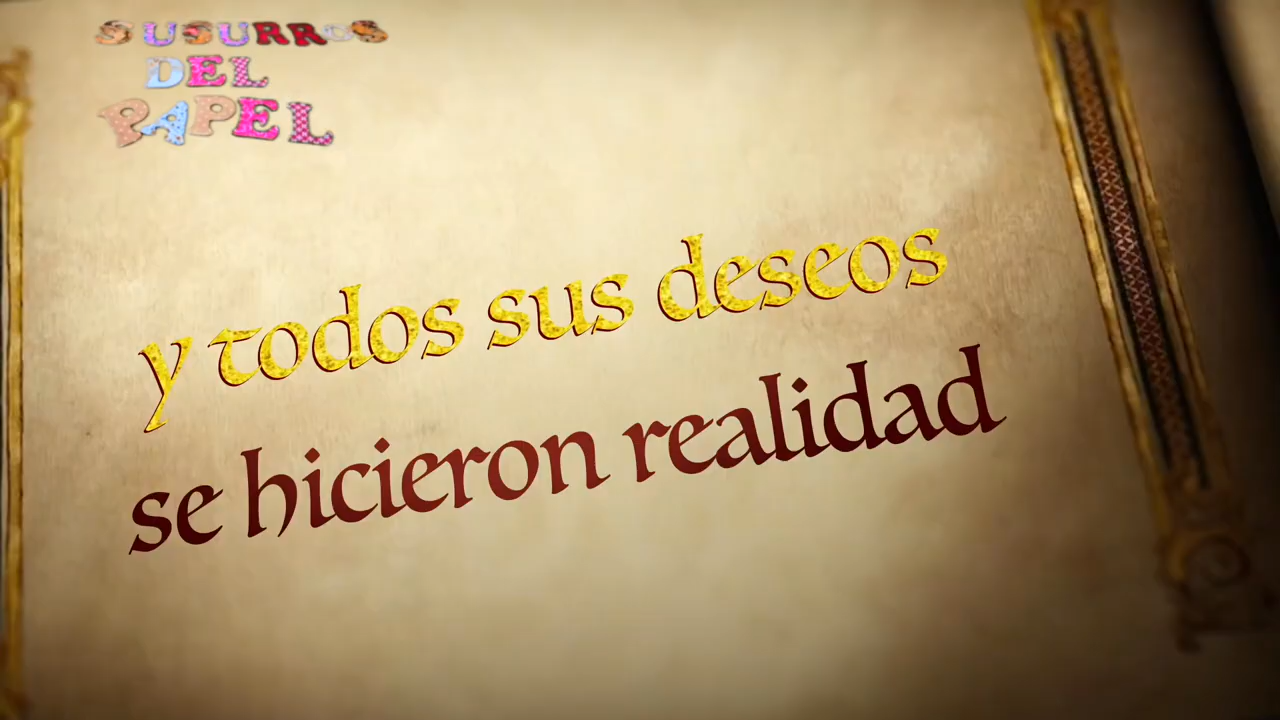 SUSURROS
DEL
PAPEL
y todos sus deseos
se hicieron realidad